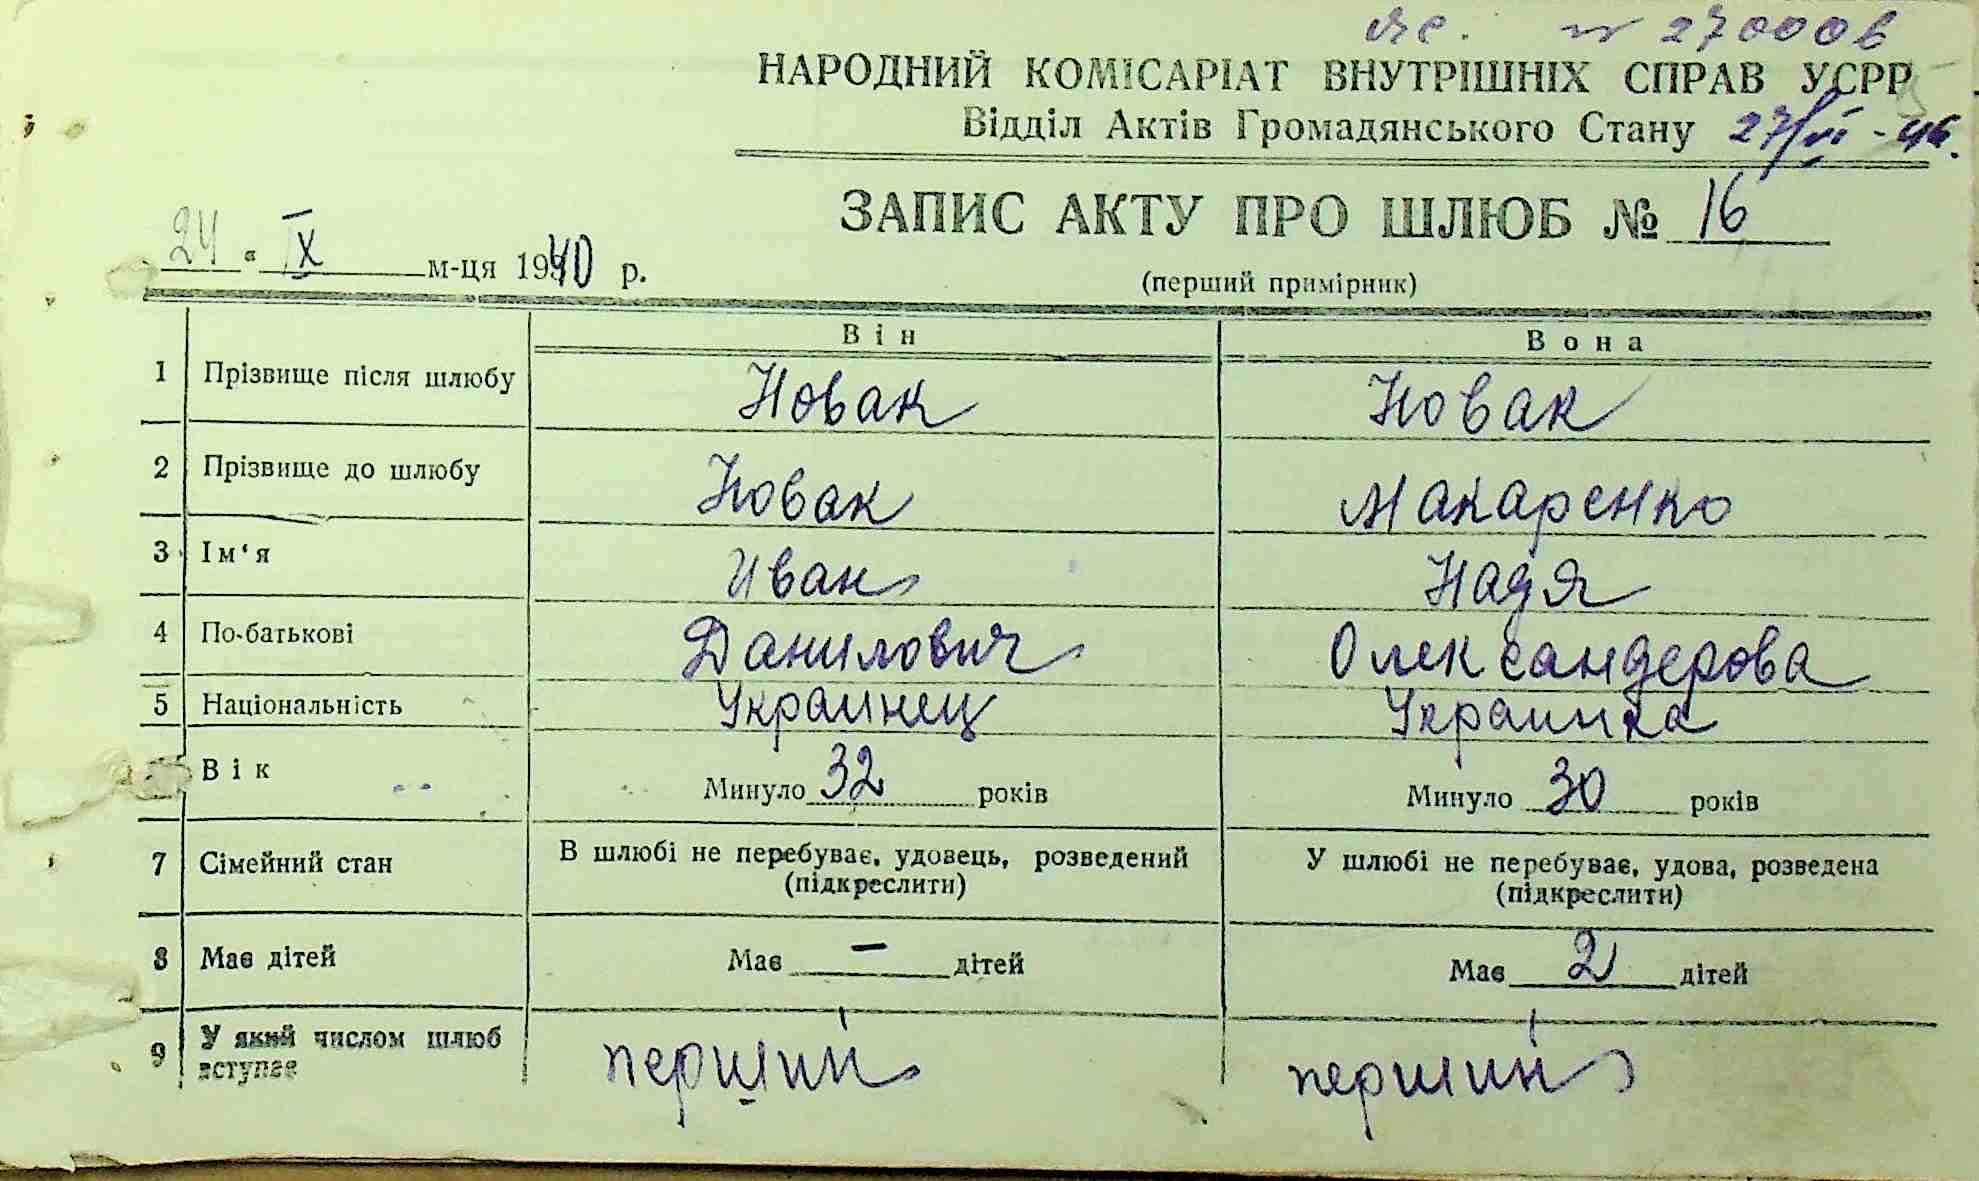 № 270006
НАРОДНИЙ КОМІСАРІАТ ВНУТРІШНІХ СПРАВ УСРР
Відділ Актів Громадянського Стану 27/VI - 46.
ЗАПИС АКТУ ПРО ШЛЮБ № 16
24 " IX м-ця 1940 р.
(перший примірник)
Він Вона
1 Прізвище після шлюбу Новак Новак
2 Прізвище до шлюбу Новак Макаренко
3 Ім'я Иван Надя
4 По-батькові Данилович Олександерова
5 Національність Украинец Украинка
Вік Минуло 32 років Минуло 30 років
7 Сімейний стан В шлюбі не перебуває, удовець, розведений (підкреслити) У шлюбі не перебуває, удова, розведена (підкреслити)
8 Має дітей Має — дітей Має 2 дітей
9 У який числом шлюб вступає перший перший